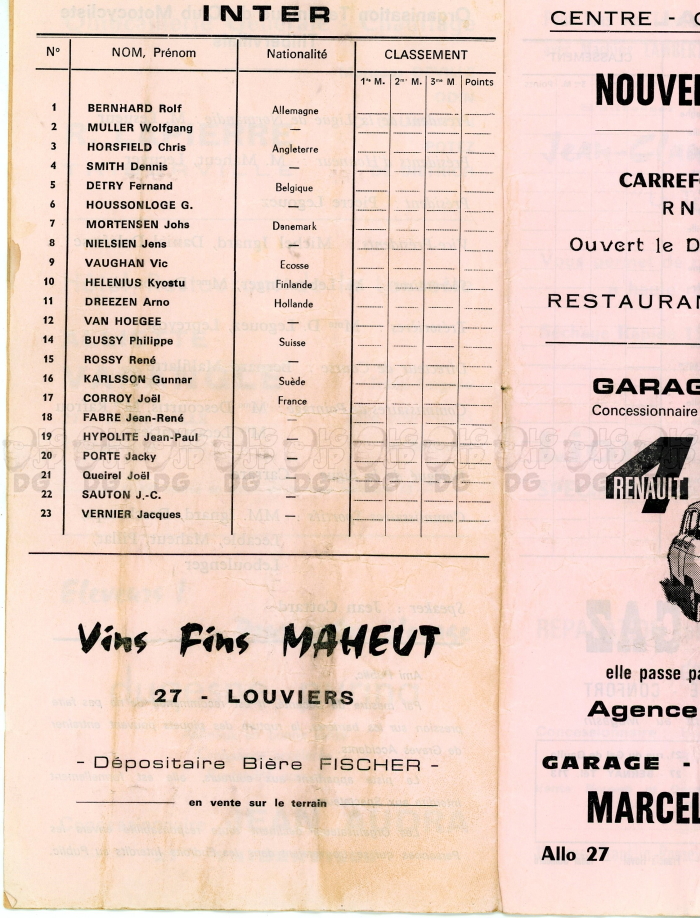 INTER
N° NOM, Prénom Nationalité CLASSEMENT
1re M. 2me M. 3me M Points
1 BERNHARD Rolf Allemagne
2 MULLER Wolfgang —
3 HORSFIELD Chris Angleterre
4 SMITH Dennis —
5 DETRY Fernand Belgique
6 HOUSSONLOGE G. —
7 MORTENSEN Johs Danemark
8 NIELSIEN Jens —
9 VAUGHAN Vic Ecosse
10 HELENIUS Kyostu Finlande
11 DREEZEN Arno Hollande
12 VAN HOEGEE —
14 BUSSY Philippe Suisse
15 ROSSY René —
16 KARLSSON Gunnar Suède
17 CORROY Joël France
18 FABRE Jean-René —
19 HYPOLITE Jean-Paul —
20 PORTE Jacky —
21 Queirel Joël —
22 SAUTON J.-C. —
23 VERNIER Jacques —
Vins Fins MAHEUT
27 - LOUVIERS
- Dépositaire Bière FISCHER -
en vente sur le terrain
CENTRE -
NOUVE
CARREF
RN
Ouvert le D
RESTAURAN
GARAG
Concessionnaire
RENAULT
elle passe pa
Agence
GARAGE -
MARCEL
Allo 27